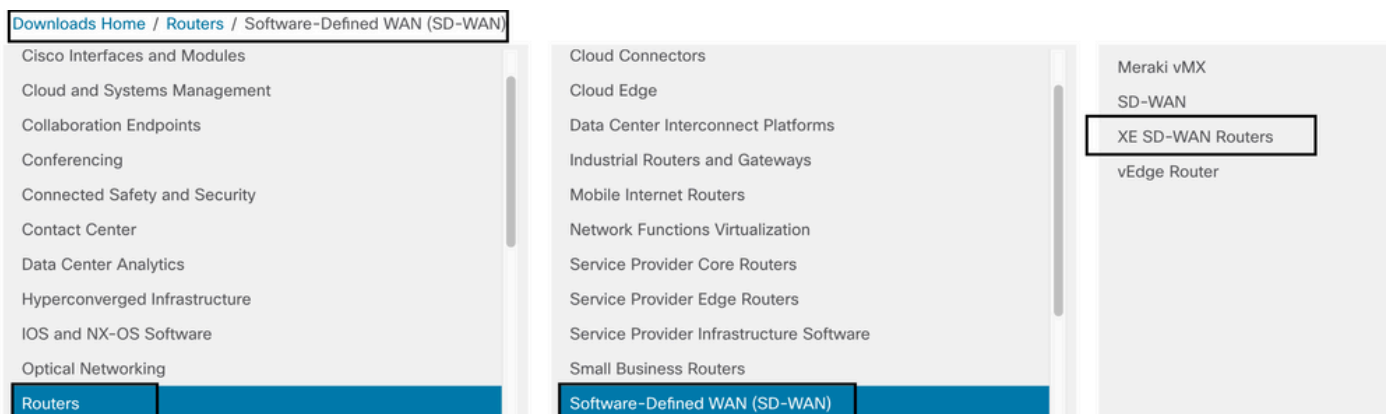 Downloads Home / Routers / Software-Defined WAN (SD-WAN)
Cisco Interfaces and Modules
Cloud and Systems Management
Collaboration Endpoints
Conferencing
Connected Safety and Security
Contact Center
Data Center Analytics
Hyperconverged Infrastructure
IOS and NX-OS Software
Optical Networking
Routers
Cloud Connectors
Cloud Edge
Data Center Interconnect Platforms
Industrial Routers and Gateways
Mobile Internet Routers
Network Functions Virtualization
Service Provider Core Routers
Service Provider Edge Routers
Service Provider Infrastructure Software
Small Business Routers
Software-Defined WAN (SD-WAN)
Meraki vMX
SD-WAN
XE SD-WAN Routers
vEdge Router